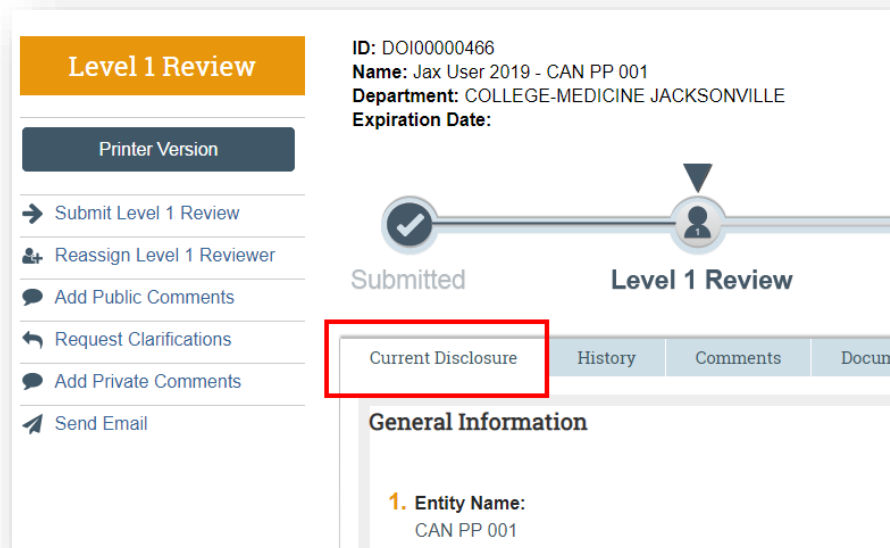 Level 1 Review
Printer Version
Submit Level 1 Review
Reassign Level 1 Reviewer
Add Public Comments
Request Clarifications
Add Private Comments
Send Email
ID: DOI00000466
Name: Jax User 2019 - CAN PP 001
Department: COLLEGE-MEDICINE JACKSONVILLE
Expiration Date:
1
Submitted
Level 1 Review
Current Disclosure History Comments Docum
General Information
1. Entity Name:
CAN PP 001